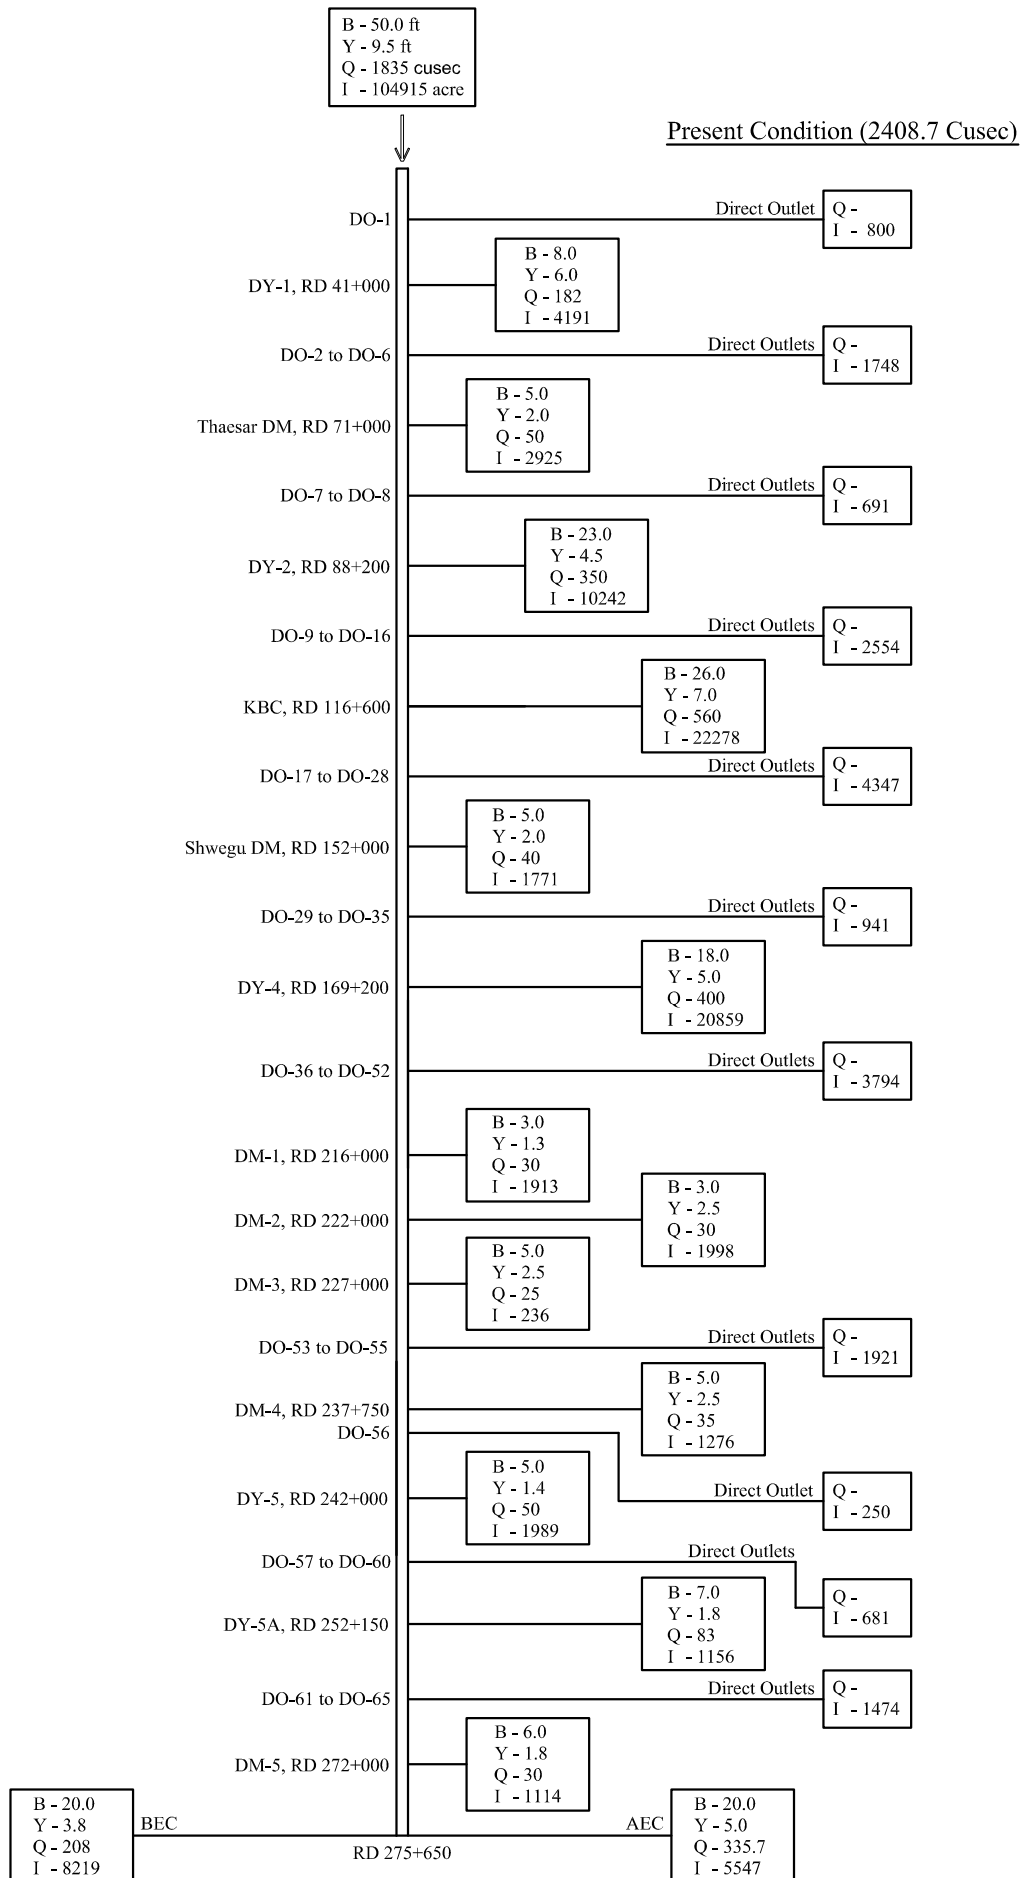 B - 50.0 ft
Y - 9.5 ft
Q - 1835 cusec
I - 104915 acre
Present Condition (2408.7 Cusec)
DO-1
Direct Outlet
Q -
I - 800
DY-1, RD 41+000
B - 8.0
Y - 6.0
Q - 182
I - 4191
DO-2 to DO-6
Direct Outlets
Q -
I - 1748
Thaesar DM, RD 71+000
B - 5.0
Y - 2.0
Q - 50
I - 2925
DO-7 to DO-8
Direct Outlets
Q -
I - 691
DY-2, RD 88+200
B - 23.0
Y - 4.5
Q - 350
I - 10242
DO-9 to DO-16
Direct Outlets
Q -
I - 2554
KBC, RD 116+600
B - 26.0
Y - 7.0
Q - 560
I - 22278
DO-17 to DO-28
Direct Outlets
Q -
I - 4347
Shwegu DM, RD 152+000
B - 5.0
Y - 2.0
Q - 40
I - 1771
DO-29 to DO-35
Direct Outlets
Q -
I - 941
DY-4, RD 169+200
B - 18.0
Y - 5.0
Q - 400
I - 20859
DO-36 to DO-52
Direct Outlets
Q -
I - 3794
DM-1, RD 216+000
B - 3.0
Y - 1.3
Q - 30
I - 1913
DM-2, RD 222+000
B - 3.0
Y - 2.5
Q - 30
I - 1998
DM-3, RD 227+000
B - 5.0
Y - 2.5
Q - 25
I - 236
DO-53 to DO-55
Direct Outlets
Q -
I - 1921
DM-4, RD 237+750
B - 5.0
Y - 2.5
Q - 35
I - 1276
DO-56
Direct Outlet
Q -
I - 250
DY-5, RD 242+000
B - 5.0
Y - 1.4
Q - 50
I - 1989
DO-57 to DO-60
Direct Outlets
Q -
I - 681
DY-5A, RD 252+150
B - 7.0
Y - 1.8
Q - 83
I - 1156
DO-61 to DO-65
Direct Outlets
Q -
I - 1474
DM-5, RD 272+000
B - 6.0
Y - 1.8
Q - 30
I - 1114
B - 20.0
Y - 3.8
Q - 208
I - 8219
BEC
RD 275+650
AEC
B - 20.0
Y - 5.0
Q - 335.7
I - 5547